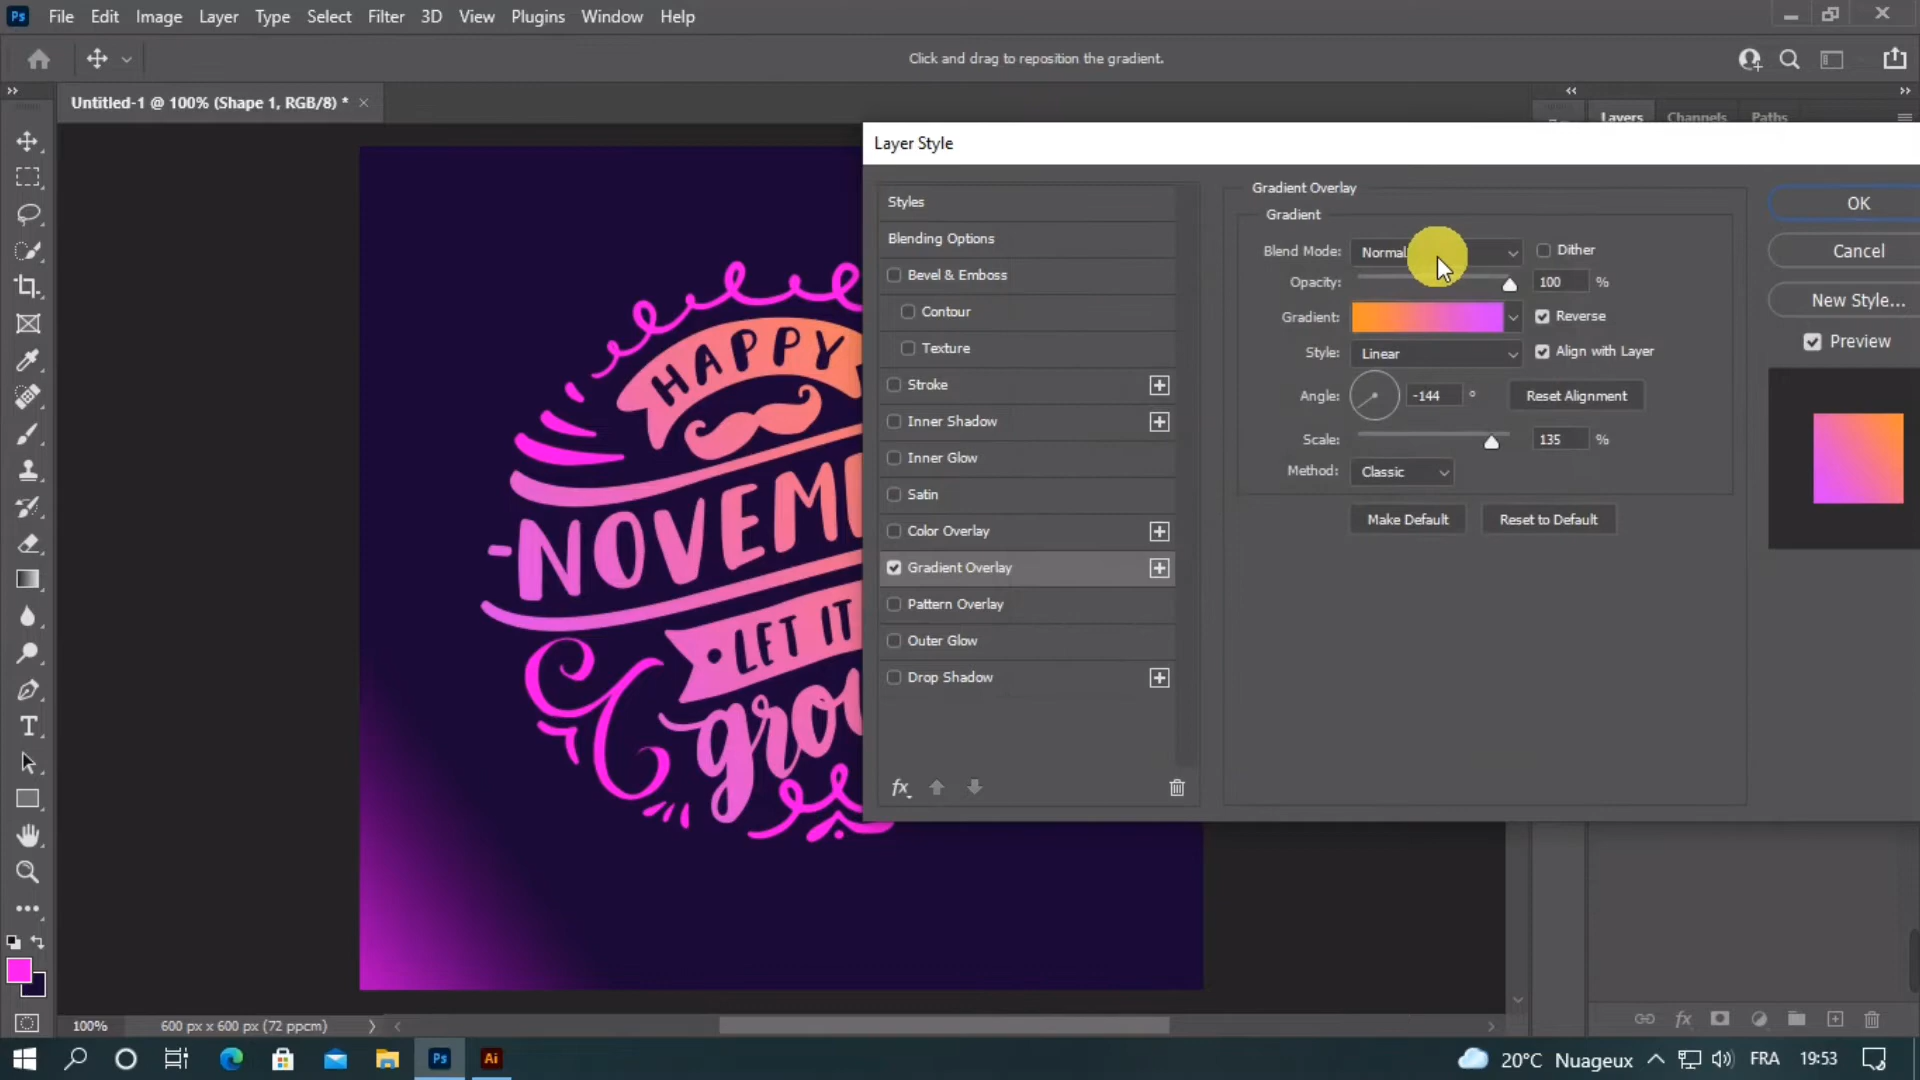 Ps File Edit Image Layer Type Select Filter 3D View Plugins Window Help
Click and drag to reposition the gradient.
Untitled-1 @ 100% (Shape 1, RGB/8) *
Layers Channels Paths
Layer Style
Styles
Blending Options
Bevel & Emboss
Contour
Texture
Stroke
Inner Shadow
Inner Glow
Satin
Color Overlay
Gradient Overlay
Pattern Overlay
Outer Glow
Drop Shadow
fx
Gradient Overlay
Gradient
Blend Mode: Normal Dither
Opacity: 100 %
Gradient: Reverse
Style: Linear Align with Layer
Angle: -144 ° Reset Alignment
Scale: 135 %
Method: Classic
Make Default Reset to Default
OK
Cancel
New Style...
Preview
HAPPY
NOVEM
LET IT
gro
T
100% 600 px x 600 px (72 ppcm)
fx
Ps Ai 20°C Nuageux FRA 19:53